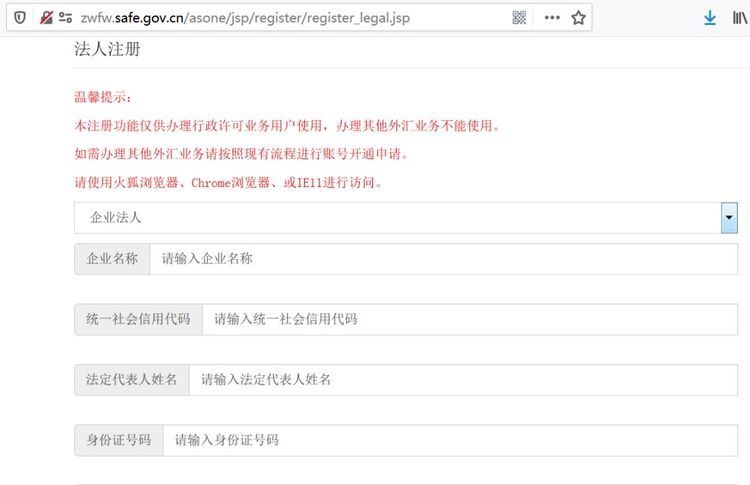 zwfw.safe.gov.cn/asone/jsp/register/register_legal.jsp
法人注册
温馨提示：
本注册功能仅供办理行政许可业务用户使用，办理其他外汇业务不能使用。
如需办理其他外汇业务请按照现有流程进行账号开通申请。
请使用火狐浏览器、Chrome浏览器、或IE11进行访问。
企业法人
企业名称 请输入企业名称
统一社会信用代码 请输入统一社会信用代码
法定代表人姓名 请输入法定代表人姓名
身份证号码 请输入身份证号码